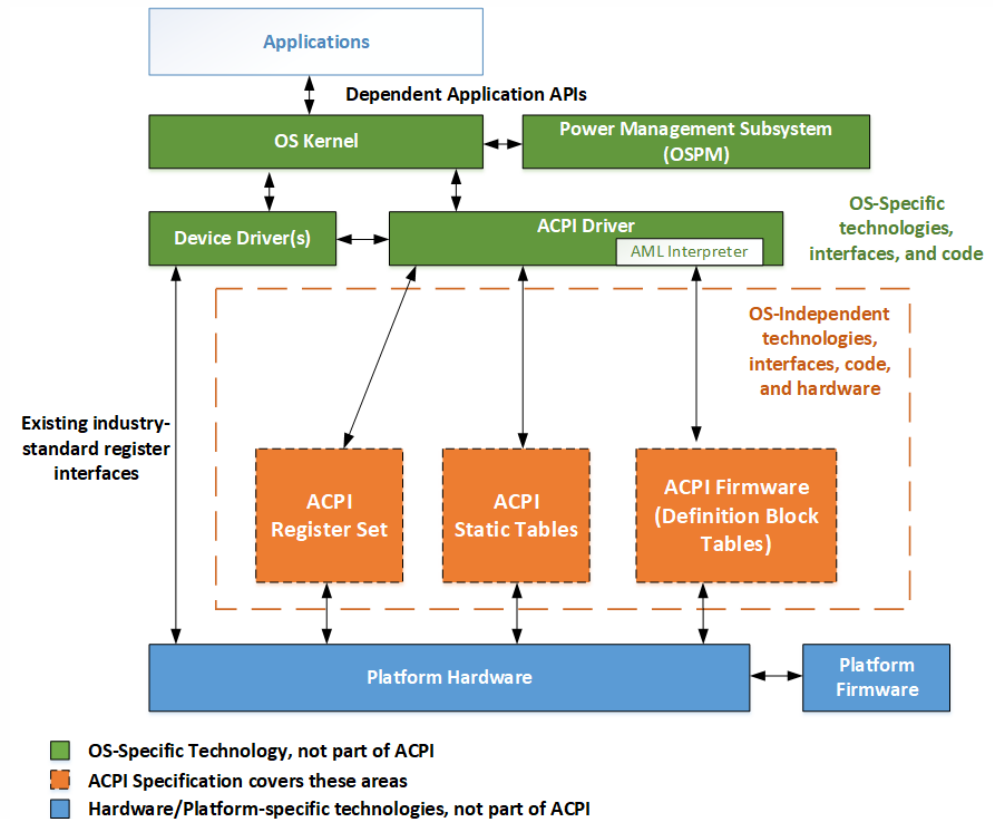 Applications
Dependent Application APIs
OS Kernel
Power Management Subsystem
(OSPM)
Device Driver(s)
ACPI Driver
AML Interpreter
OS-Specific
technologies,
interfaces, and code
OS-Independent
technologies,
interfaces, code,
and hardware
Existing industry-
standard register
interfaces
ACPI
Register Set
ACPI
Static Tables
ACPI Firmware
(Definition Block
Tables)
Platform Hardware
Platform
Firmware
OS-Specific Technology, not part of ACPI
ACPI Specification covers these areas
Hardware/Platform-specific technologies, not part of ACPI